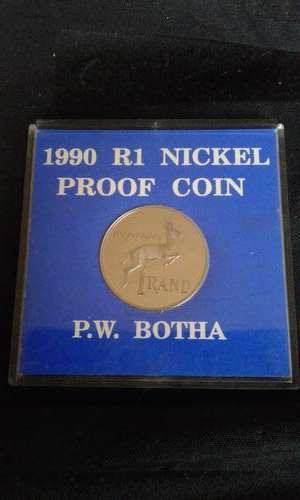 1990 R1 NICKEL
PROOF COIN
1 RAND
P.W. BOTHA